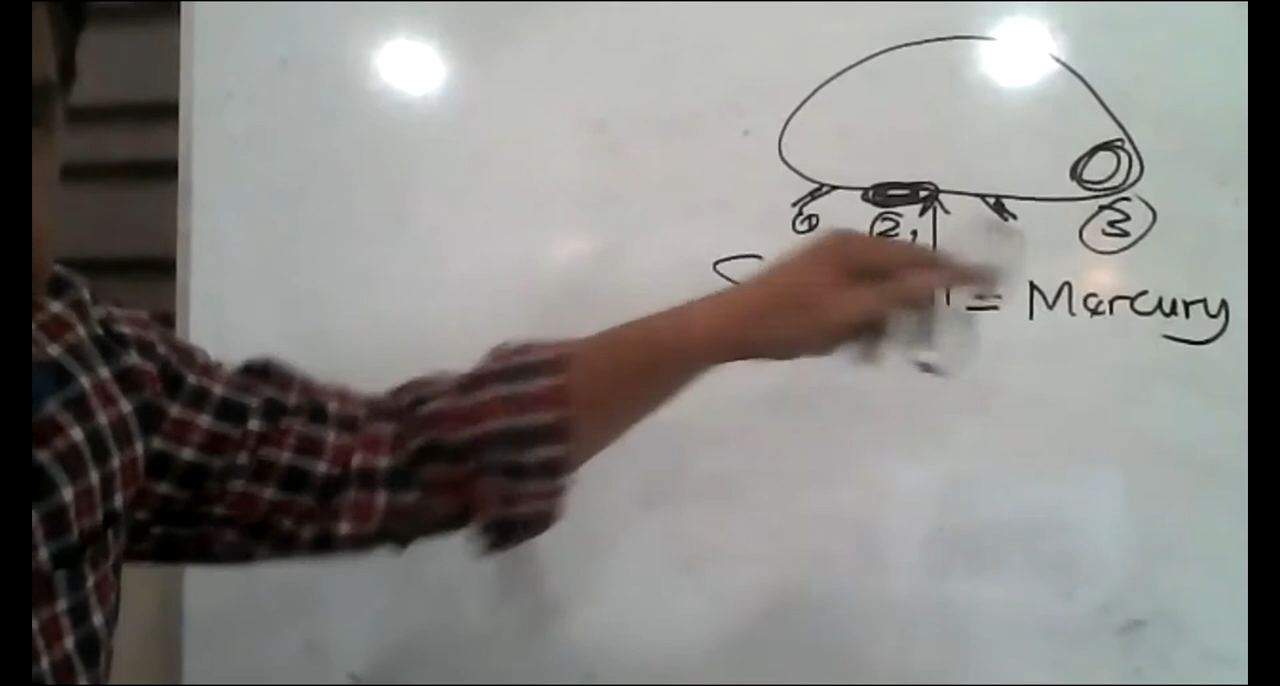 ① ② ③
= Mercury